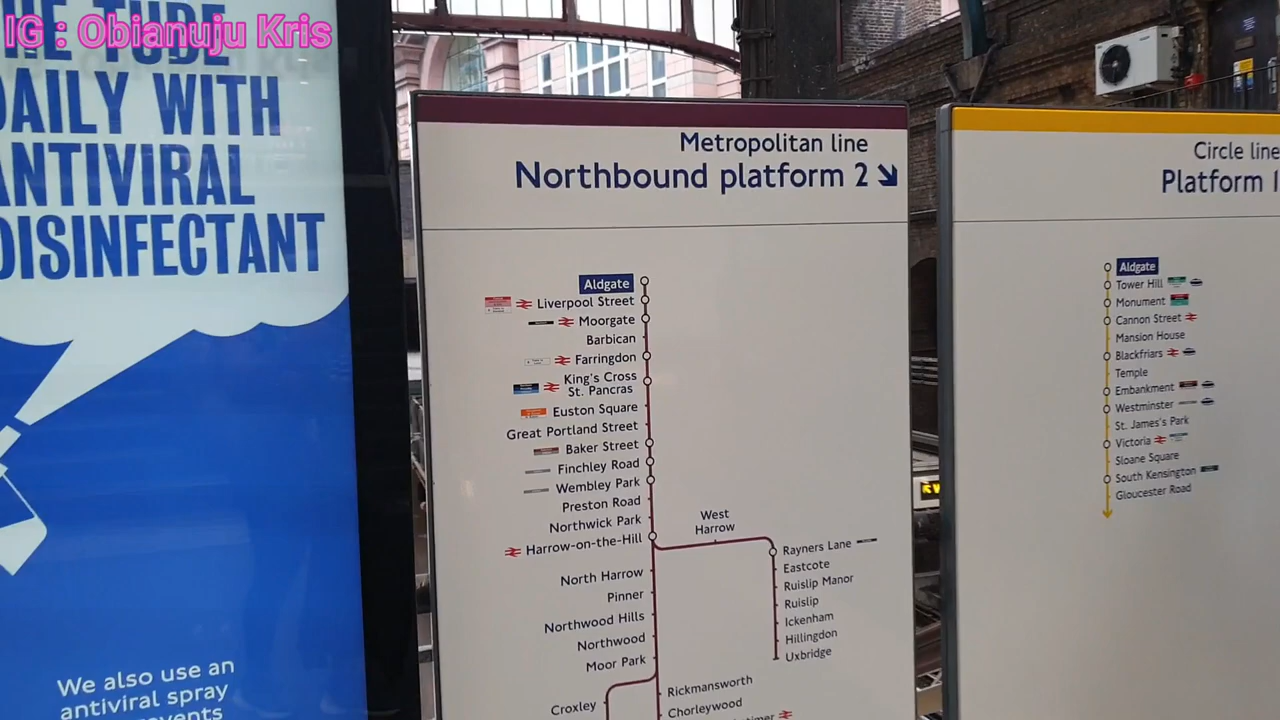 IG : Obianuju Kris
HE TUBE
DAILY WITH
ANTIVIRAL
DISINFECTANT
We also use an
antiviral spray
Metropolitan line
Northbound platform 2
Aldgate
Liverpool Street
Moorgate
Barbican
Farringdon
King's Cross
St. Pancras
Euston Square
Great Portland Street
Baker Street
Finchley Road
Wembley Park
Preston Road
Northwick Park
Harrow-on-the-Hill
West
Harrow
Rayners Lane
Eastcote
Ruislip Manor
Ruislip
Ickenham
Hillingdon
Uxbridge
North Harrow
Pinner
Northwood Hills
Northwood
Moor Park
Croxley
Rickmansworth
Chorleywood
Circle line
Platform 1
Aldgate
Tower Hill
Monument
Cannon Street
Mansion House
Blackfriars
Temple
Embankment
Westminster
St. James's Park
Victoria
Sloane Square
South Kensington
Gloucester Road